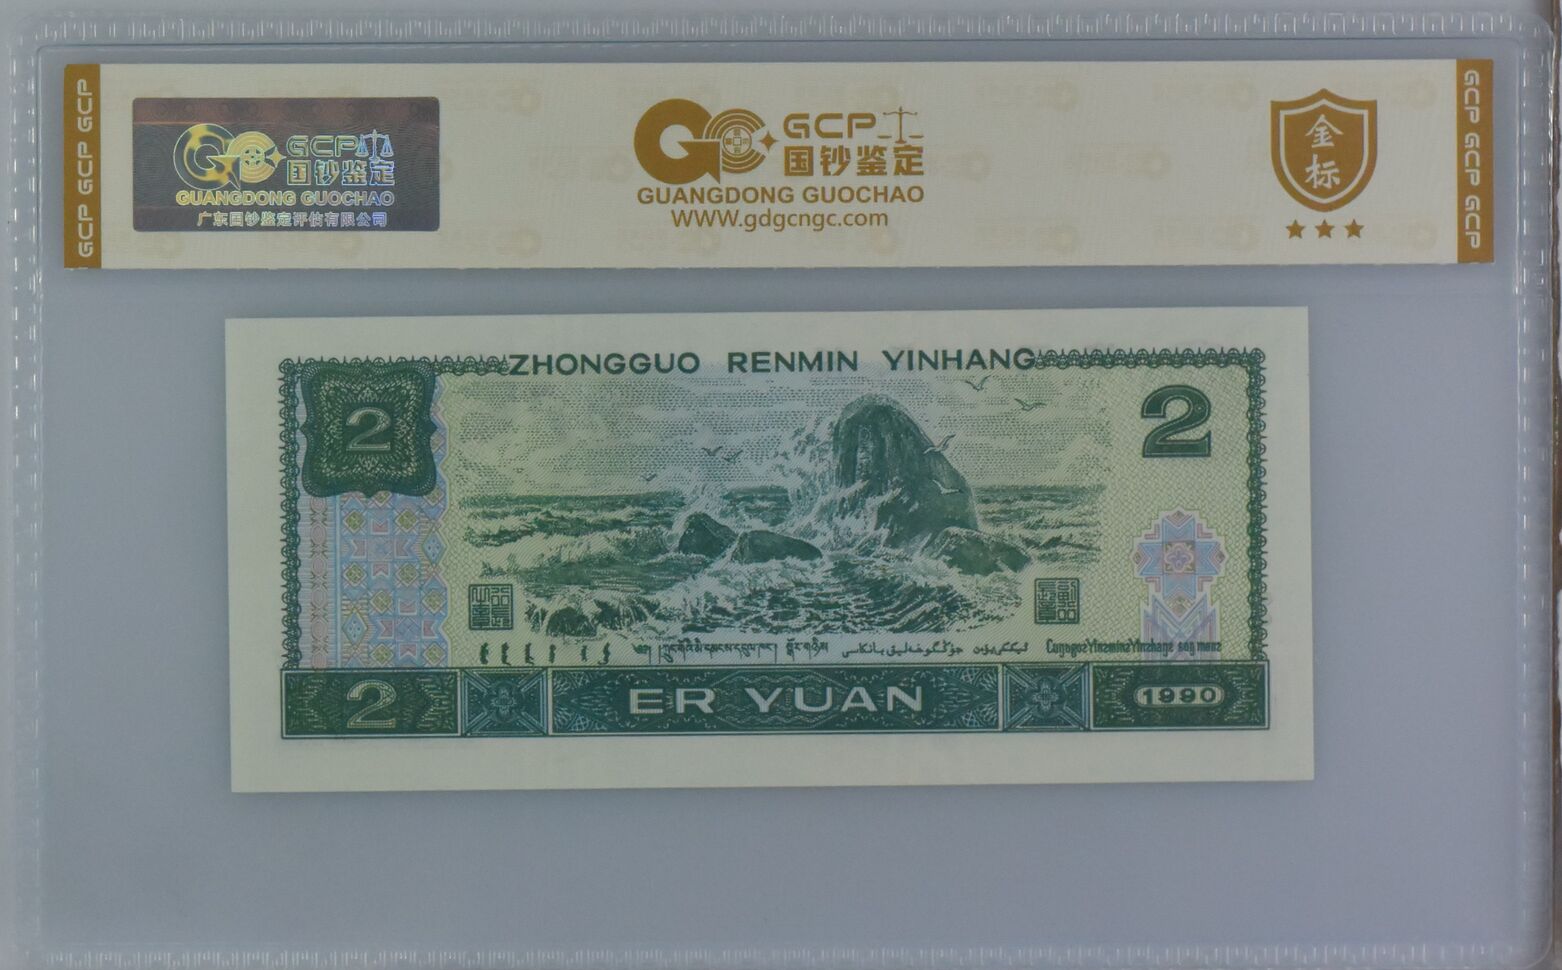 GCP GCP GCP
GCP
国钞鉴定
GUANGDONG GUOCHAO
广东国钞鉴定评估有限公司
GCP
国钞鉴定
GUANGDONG GUOCHAO
WWW.gdgcngc.com
金
标
GCP GCP GCP GCP
ZHONGGUO RENMIN YINHANG
2
2
2
ER YUAN
1990